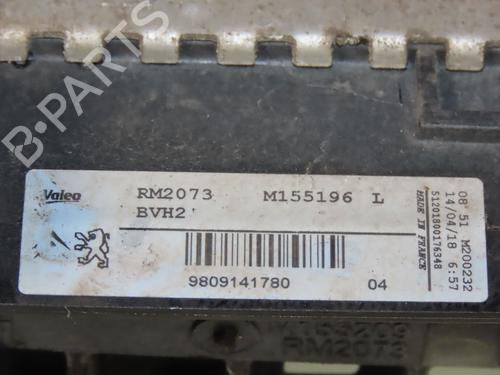 B-PARTS
Valeo RM2073 M155196 L
BVH2
9809141780 04
08 51 M200232
14/04/18 6:57
51201800176348
MADE IN FRANCE
RM2073